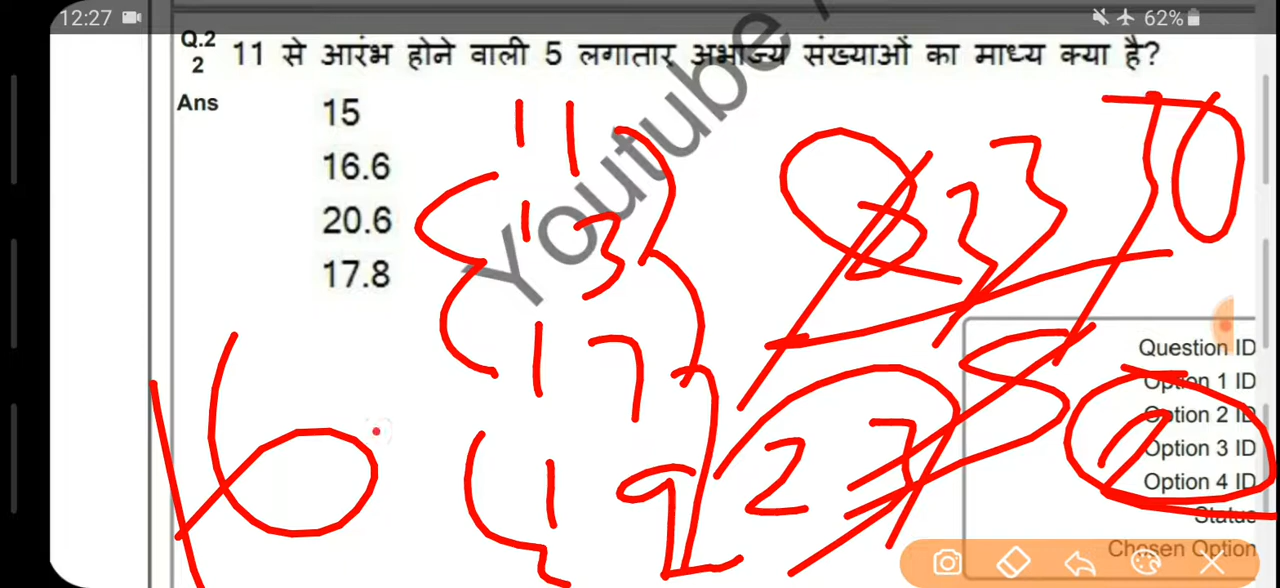 12:27 62%
Q.2 11 से आरंभ होने वाली 5 लगातार अभाज्य संख्याओं का माध्य क्या है?
2
Ans 15
16.6
20.6
17.8
Youtube
11
13
17
19
23
Question ID
Option 1 ID
Option 2 ID
Option 3 ID
Option 4 ID
Status
Chosen Option